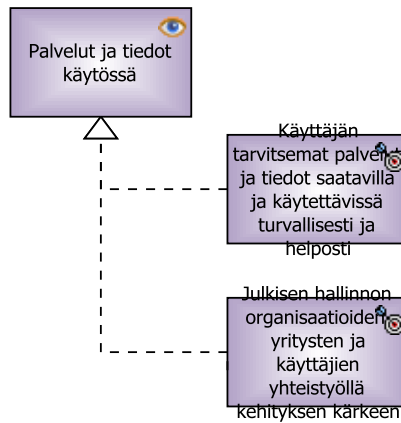 Palvelut ja tiedot
käytössä
Käyttäjän
tarvitsemat palvelut
ja tiedot saatavilla
ja käytettävissä
turvallisesti ja
helposti
Julkisen hallinnon
organisaatioiden
yritysten ja
käyttäjien
yhteistyöllä
kehityksen kärkeen